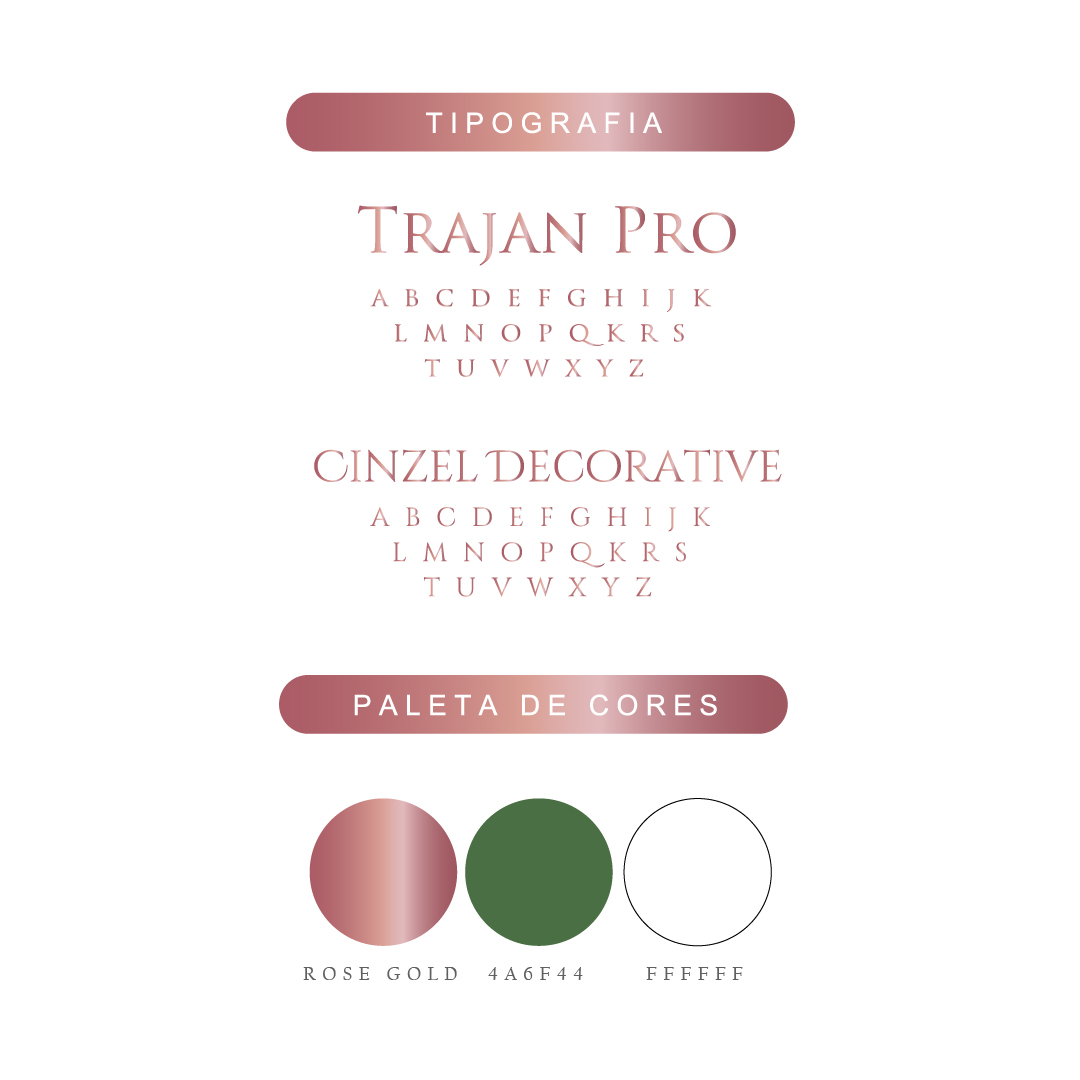 TIPOGRAFIA
TRAJAN PRO
A B C D E F G H I J K
L M N O P Q K R S
T U V W X Y Z
CINZEL DECORATIVE
A B C D E F G H I J K
L M N O P Q K R S
T U V W X Y Z
PALETA DE CORES
ROSE GOLD 4A6F44 FFFFFF